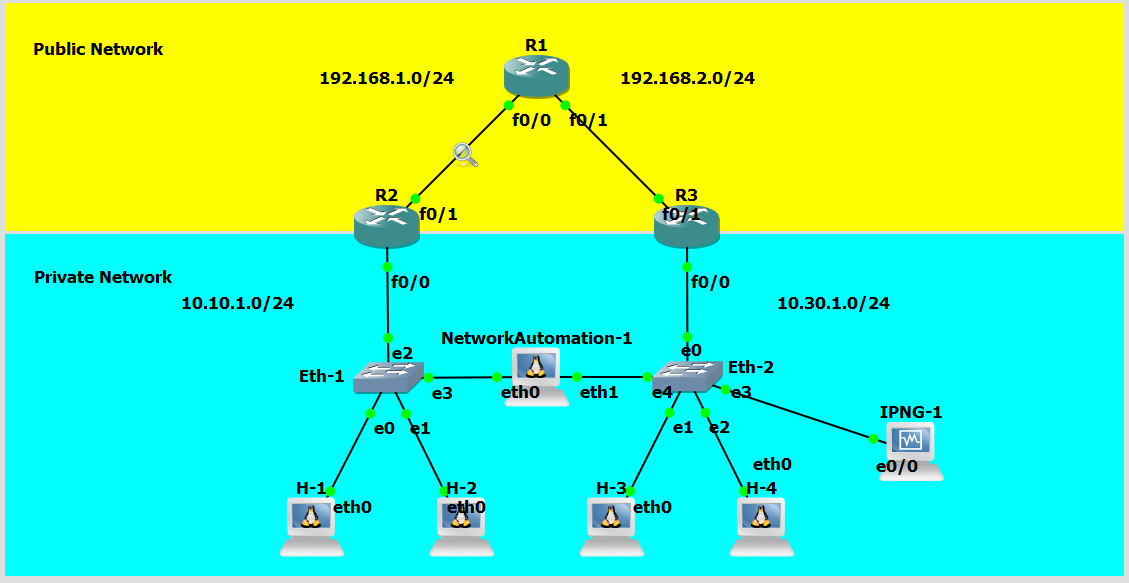 R1
Public Network
192.168.1.0/24
192.168.2.0/24
f0/0
f0/1
R2
R3
f0/1
f0/1
Private Network
f0/0
f0/0
10.10.1.0/24
10.30.1.0/24
NetworkAutomation-1
e2
e0
Eth-1
Eth-2
e3
eth0
eth1
e4
e3
IPNG-1
e0
e1
e1
e2
eth0
e0/0
H-1
H-2
H-3
H-4
eth0
eth0
eth0